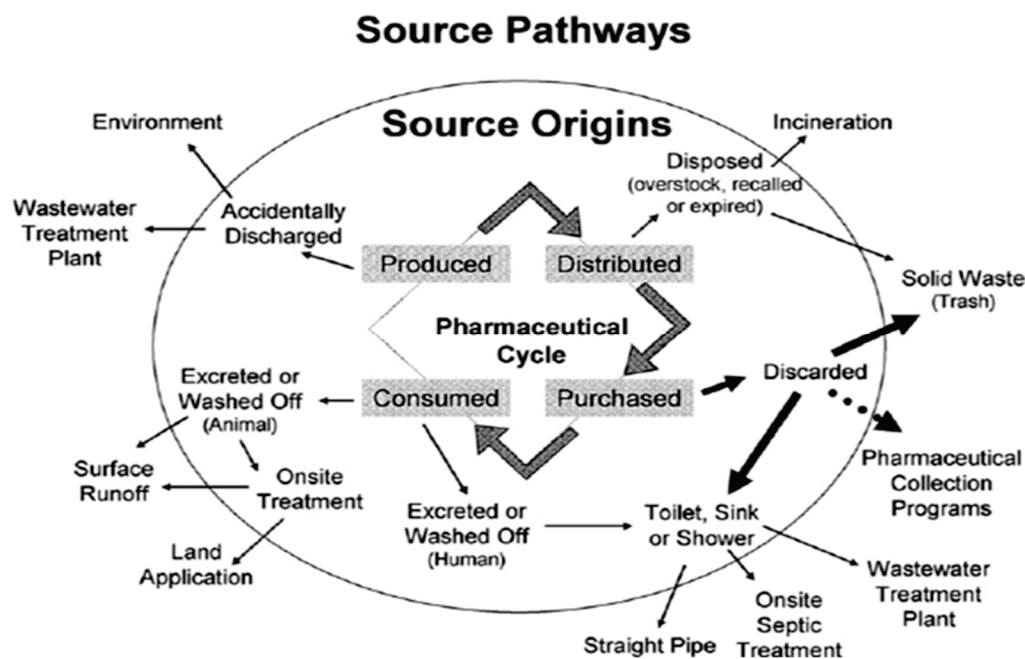 Source Pathways
Source Origins
Environment
Incineration
Disposed
(overstock, recalled
or expired)
Wastewater
Treatment
Plant
Accidentally
Discharged
Produced
Distributed
Solid Waste
(Trash)
Pharmaceutical
Cycle
Excreted or
Washed Off
(Animal)
Consumed
Purchased
Discarded
Surface
Runoff
Onsite
Treatment
Pharmaceutical
Collection
Programs
Excreted or
Washed Off
(Human)
Toilet, Sink
or Shower
Land
Application
Wastewater
Treatment
Plant
Onsite
Septic
Treatment
Straight Pipe